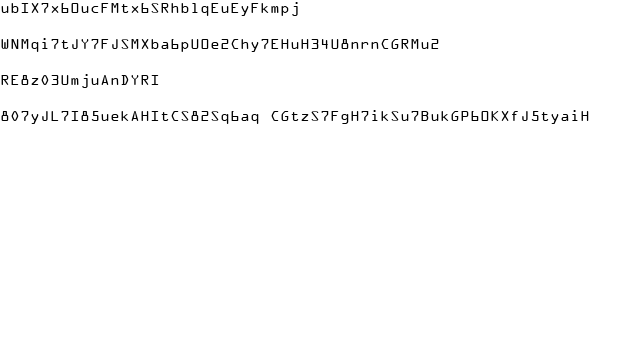 ubIX7x6OucFMtx6SRhblqEuEyFkmpj
WNMqi7tJY7FJSMXba6pUOe2Chy7EHuH34U8nrnCGRMu2
RE8z03UmjuAnDYRI
807yJL7I85uekAHItCS82Sq6aq CGtzS7FgH7ikSu7BukGP6OKXfJ5tyaiH